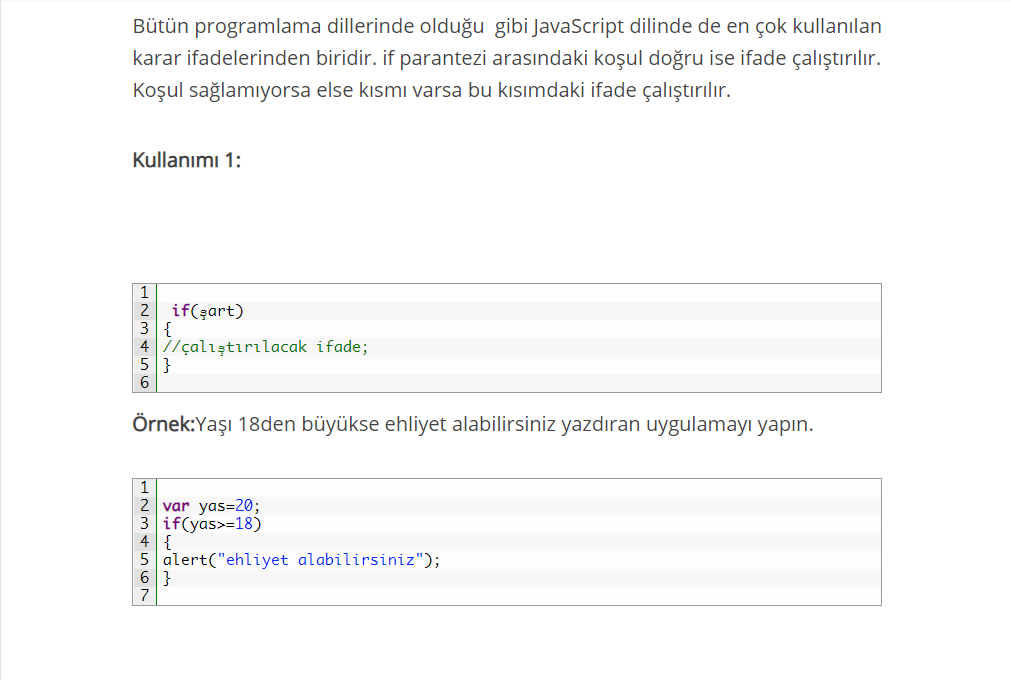 Bütün programlama dillerinde olduğu  gibi JavaScript dilinde de en çok kullanılan
karar ifadelerinden biridir. if parantezi arasındaki koşul doğru ise ifade çalıştırılır.
Koşul sağlamıyorsa else kısmı varsa bu kısımdaki ifade çalıştırılır.
Kullanımı 1:
1
2  if(şart)
3 {
4 //çalıştırılacak ifade;
5 }
6
Örnek:Yaşı 18den büyükse ehliyet alabilirsiniz yazdıran uygulamayı yapın.
1
2 var yas=20;
3 if(yas>=18)
4 {
5 alert("ehliyet alabilirsiniz");
6 }
7